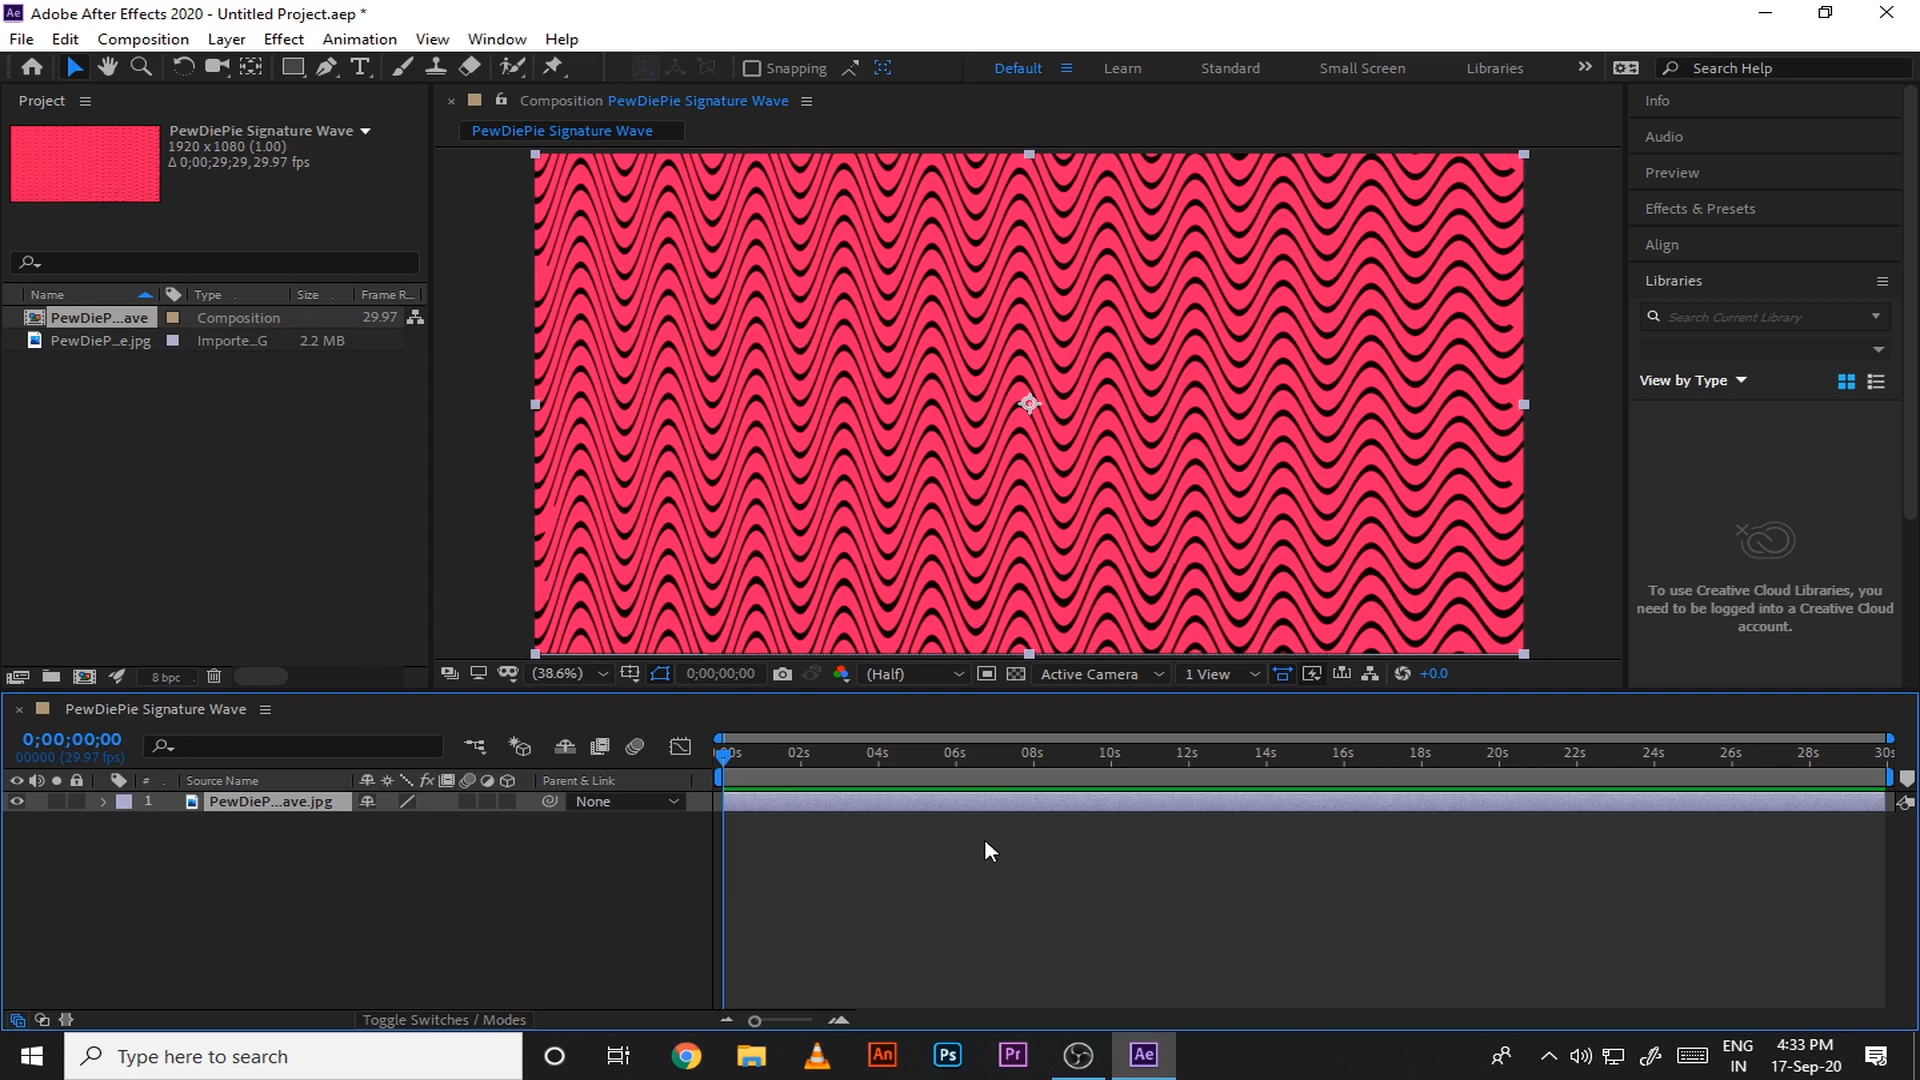 Ae Adobe After Effects 2020 - Untitled Project.aep *
File Edit Composition Layer Effect Animation View Window Help
Snapping Default Learn Standard Small Screen Libraries Search Help
Project
Composition PewDiePie Signature Wave
PewDiePie Signature Wave
PewDiePie Signature Wave
1920 x 1080 (1.00)
Δ 0;00;29;29, 29.97 fps
Name Type Size Frame R...
PewDieP...ave Composition 29.97
PewDieP...e.jpg Importe...G 2.2 MB
Info
Audio
Preview
Effects & Presets
Align
Libraries
Search Current Library
View by Type
To use Creative Cloud Libraries, you
need to be logged into a Creative Cloud
account.
8 bpc
(38.6%) 0;00;00;00 (Half) Active Camera 1 View +0.0
PewDiePie Signature Wave
0;00;00;00
00000 (29.97 fps)
00s 02s 04s 06s 08s 10s 12s 14s 16s 18s 20s 22s 24s 26s 28s 30s
# Source Name Parent & Link
1 PewDieP...ave.jpg None
Toggle Switches / Modes
Type here to search
An Ps Pr Ae
ENG
IN
4:33 PM
17-Sep-20